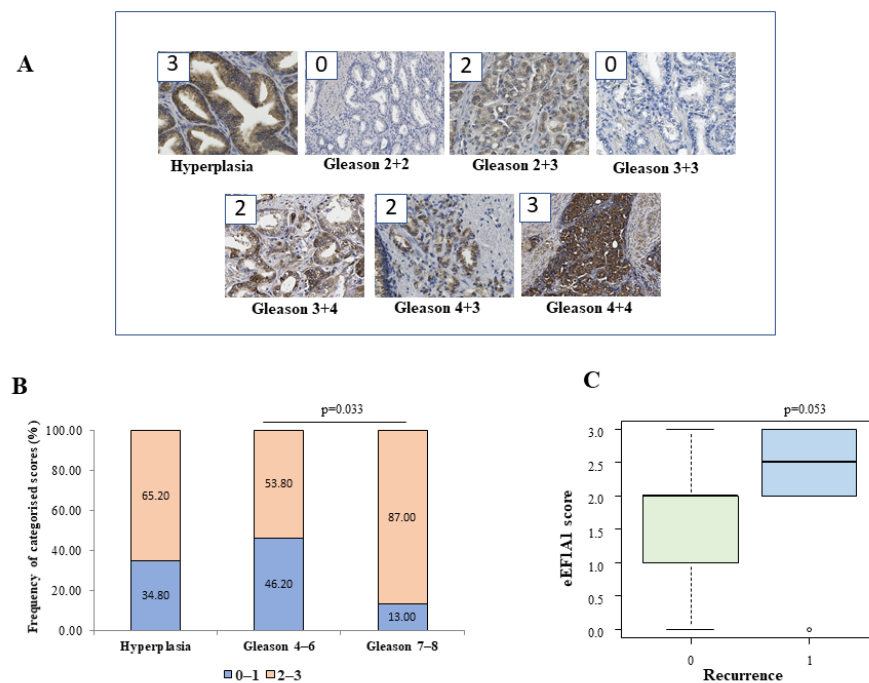 A
3
0
2
0
Hyperplasia
Gleason 2+2
Gleason 2+3
Gleason 3+3
2
2
3
Gleason 3+4
Gleason 4+3
Gleason 4+4
B
p=0.033
Frequency of categorised scores (%)
100.00
80.00
60.00
40.00
20.00
0.00
65.20
53.80
87.00
34.80
46.20
13.00
Hyperplasia
Gleason 4–6
Gleason 7–8
0–1
2–3
C
p=0.053
eEF1A1 score
3.0
2.5
2.0
1.5
1.0
0.5
0.0
0
1
Recurrence